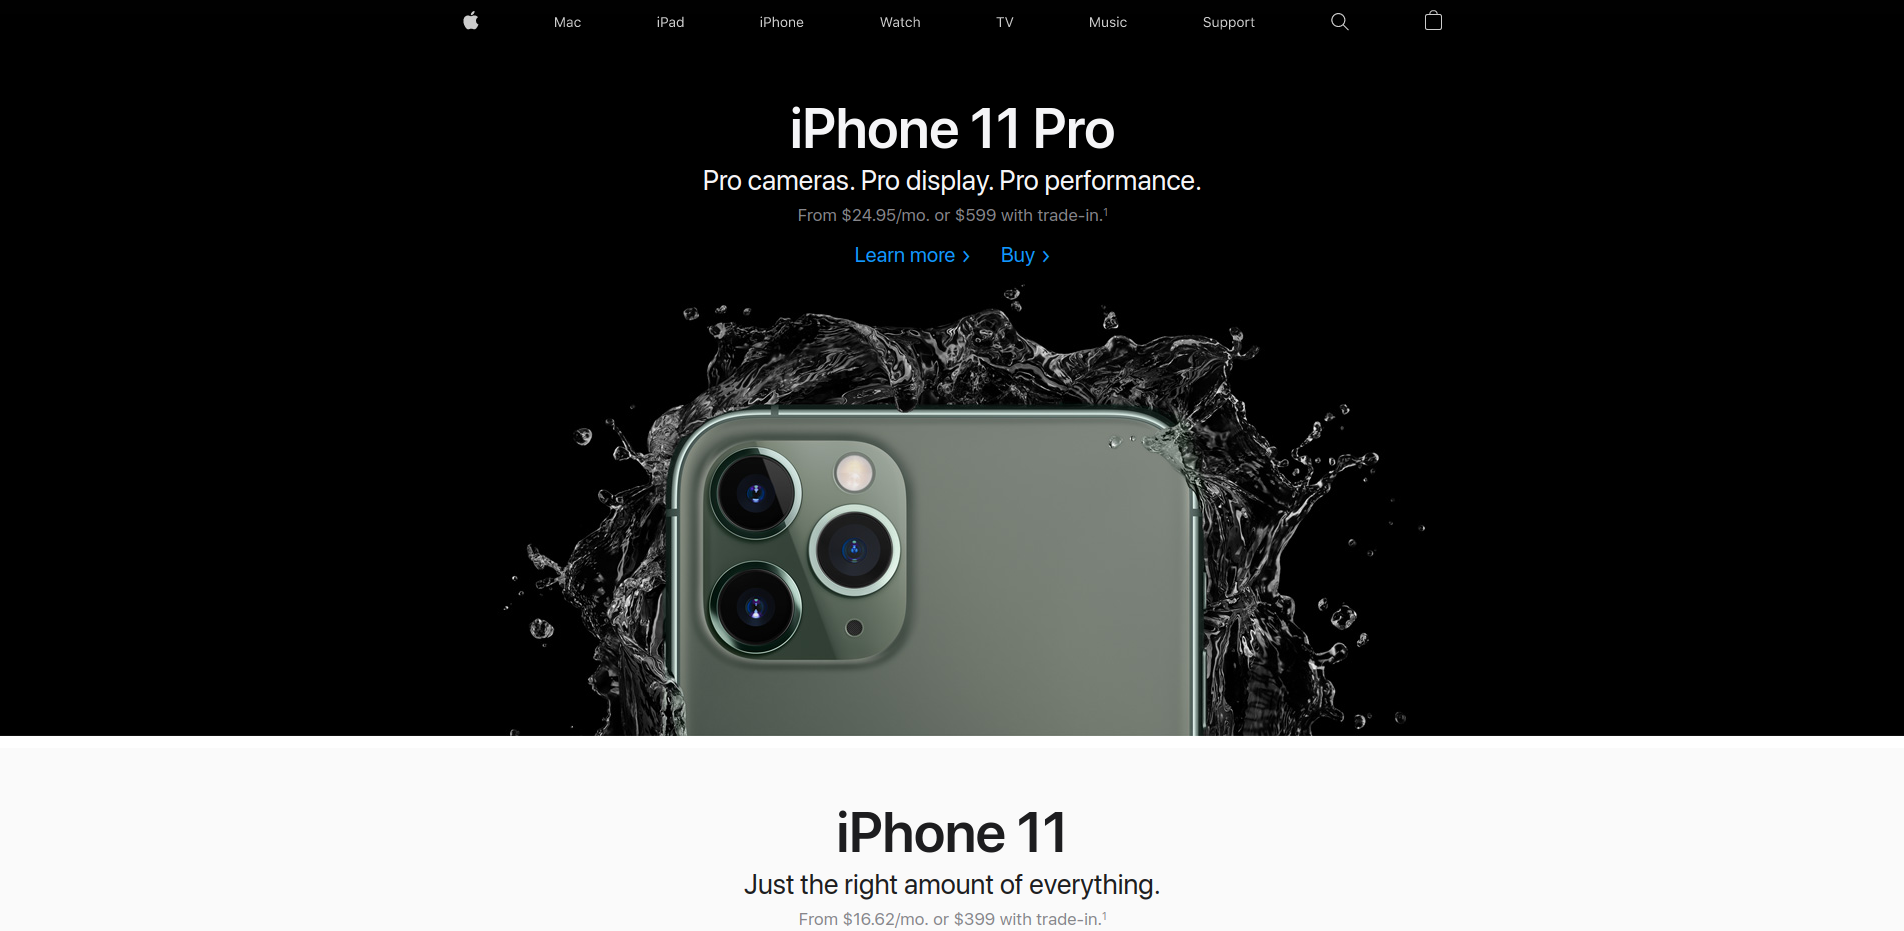 Mac iPad iPhone Watch TV Music Support
iPhone 11 Pro
Pro cameras. Pro display. Pro performance.
From $24.95/mo. or $599 with trade-in.¹
Learn more > Buy >
iPhone 11
Just the right amount of everything.
From $16.62/mo. or $399 with trade-in.¹